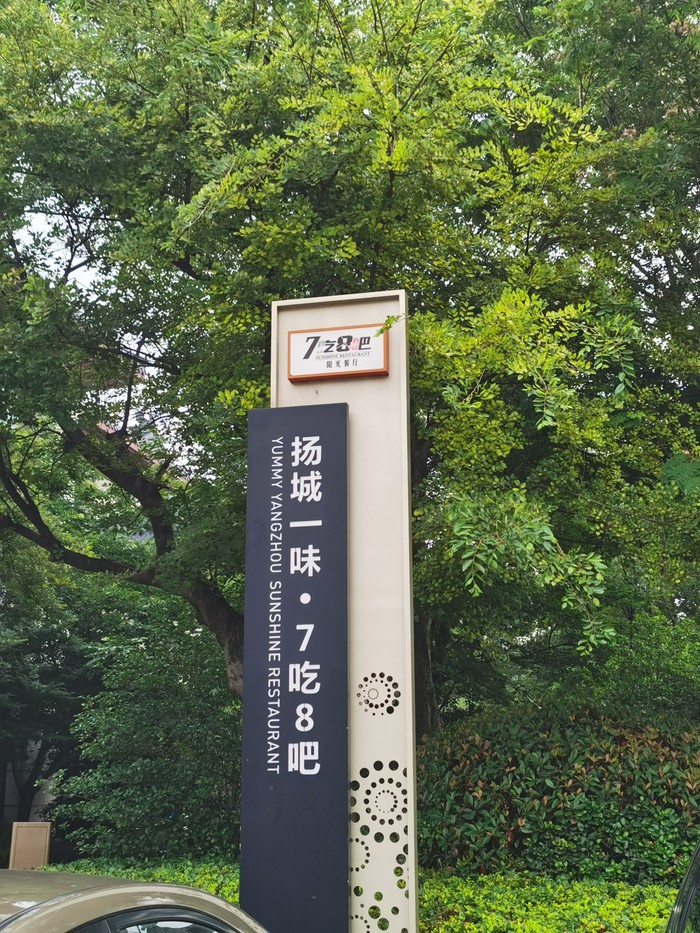 7吃8吧
SUNSHINE RESTAURANT
阳光餐厅
扬城一味·7吃8吧
YUMMY YANGZHOU SUNSHINE RESTAURANT